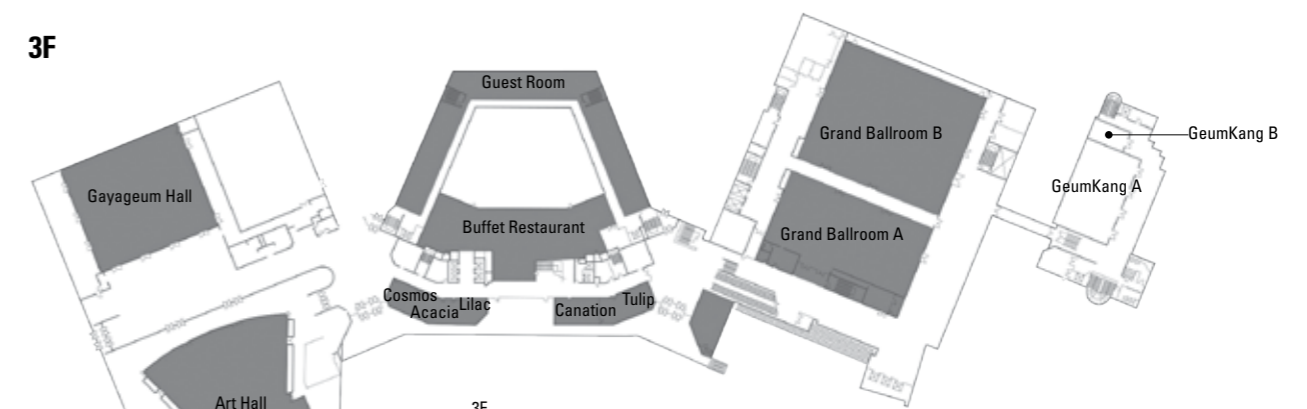 3F
Guest Room
Grand Ballroom B
GeumKang B
Gayageum Hall
GeumKang A
Buffet Restaurant
Grand Ballroom A
Cosmos
Acacia
Lilac
Canation
Tulip
Art Hall
3F